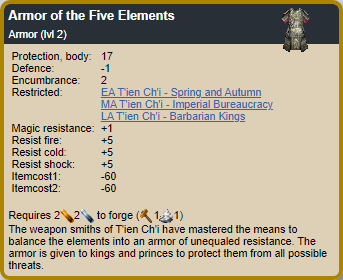 Armor of the Five Elements
Armor (lvl 2)
Protection, body: 17
Defence: -1
Encumbrance: 2
Restricted: EA T'ien Ch'i - Spring and Autumn
MA T'ien Ch'i - Imperial Bureaucracy
LA T'ien Ch'i - Barbarian Kings
Magic resistance: +1
Resist fire: +5
Resist cold: +5
Resist shock: +5
Itemcost1: -60
Itemcost2: -60
Requires 2 2 to forge ( 1 1)
The weapon smiths of T'ien Ch'i have mastered the means to
balance the elements into an armor of unequaled resistance. The
armor is given to kings and princes to protect them from all possible
threats.